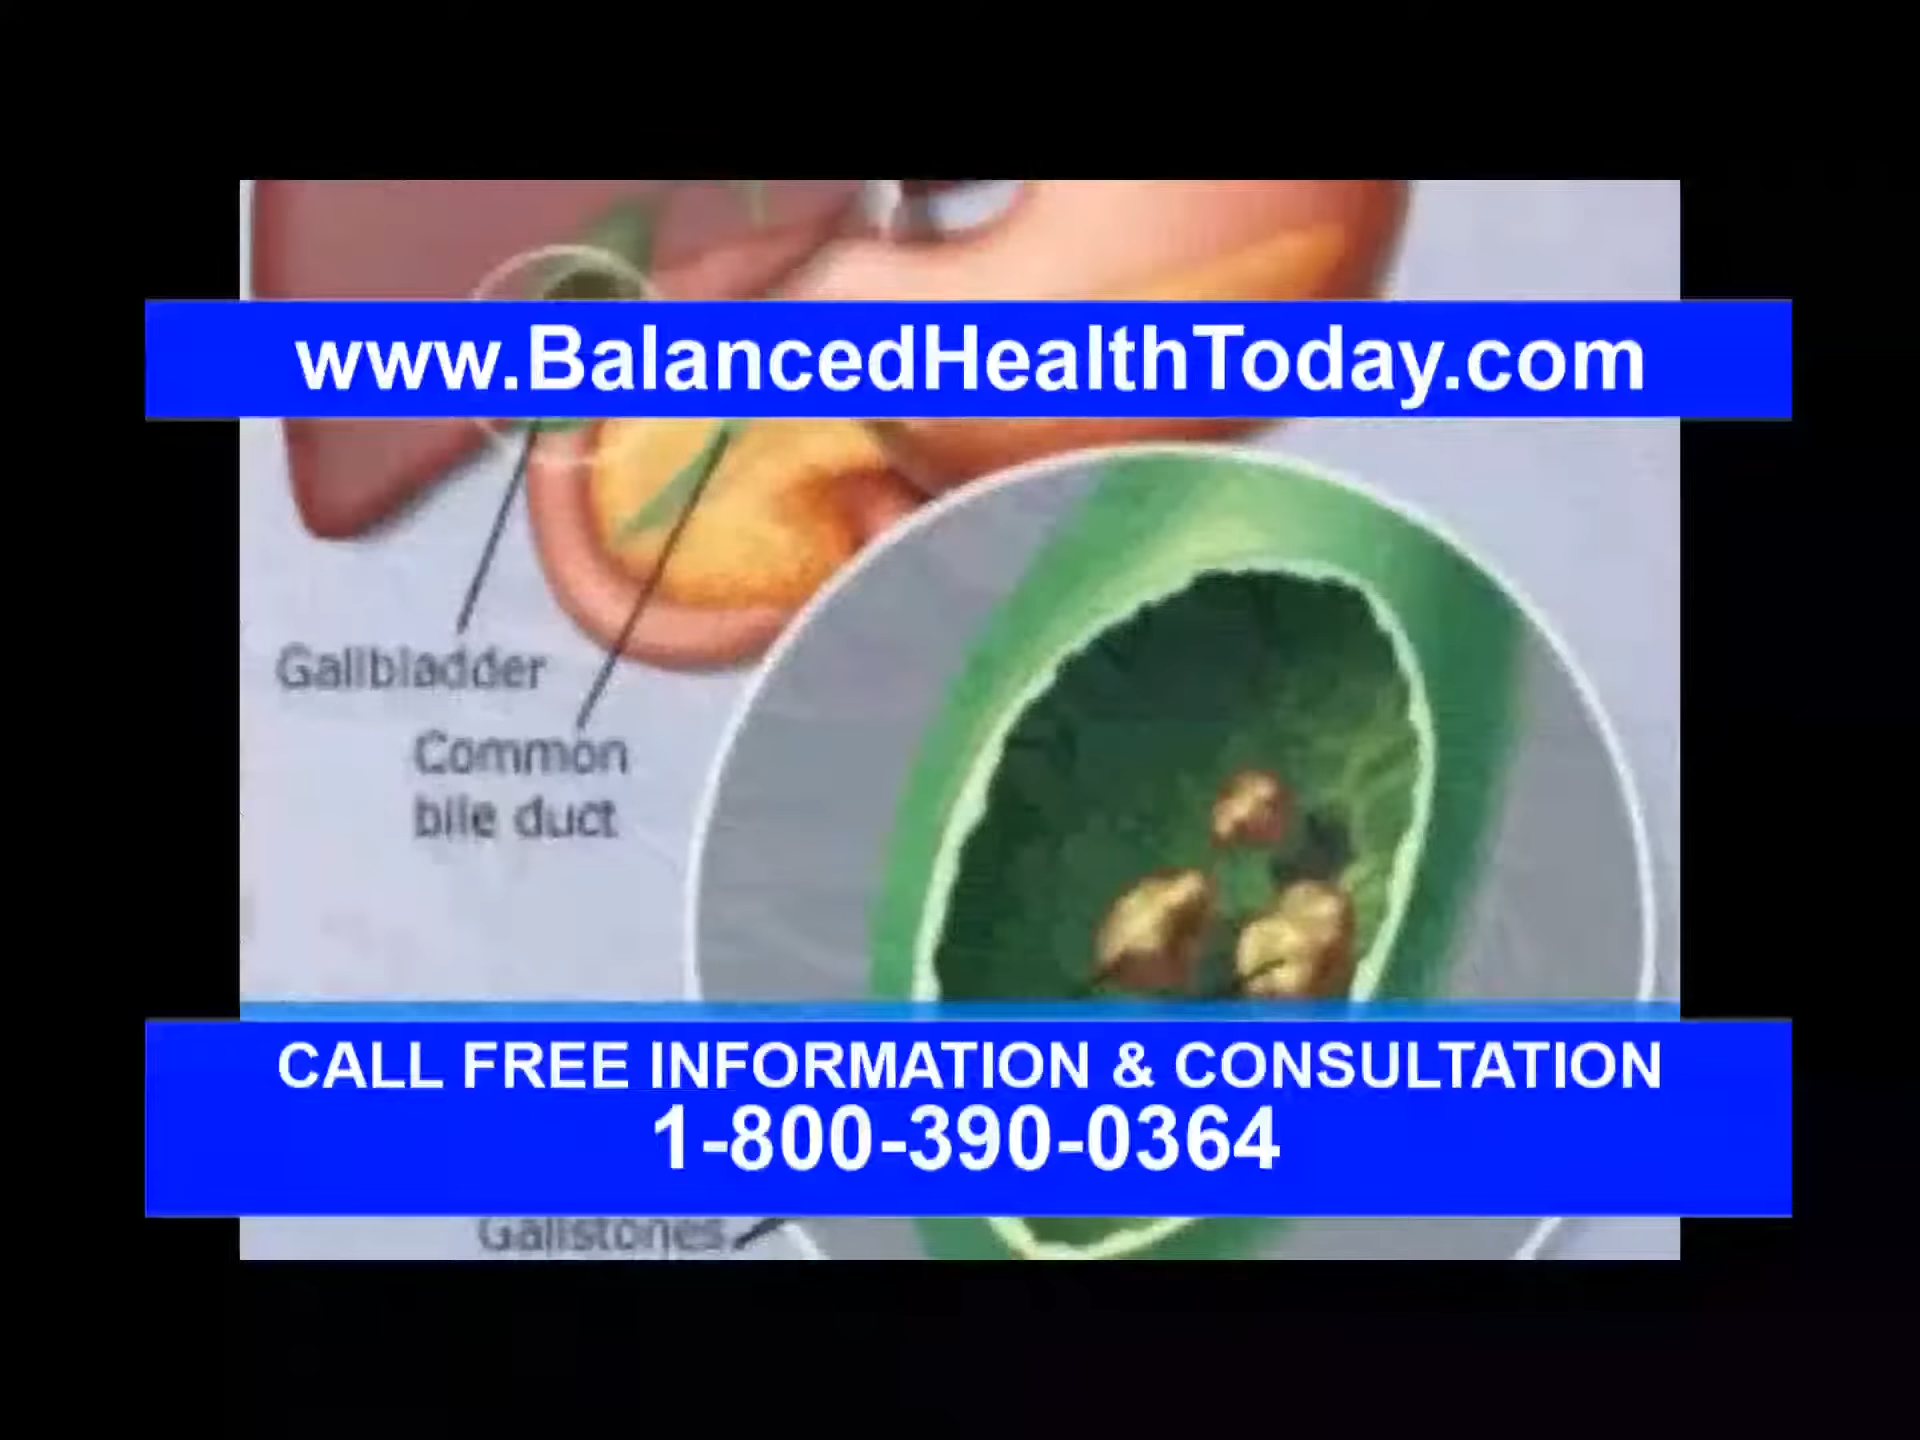 www.BalancedHealthToday.com
Gallbladder
Common
bile duct
CALL FREE INFORMATION & CONSULTATION
1-800-390-0364
Gallstones